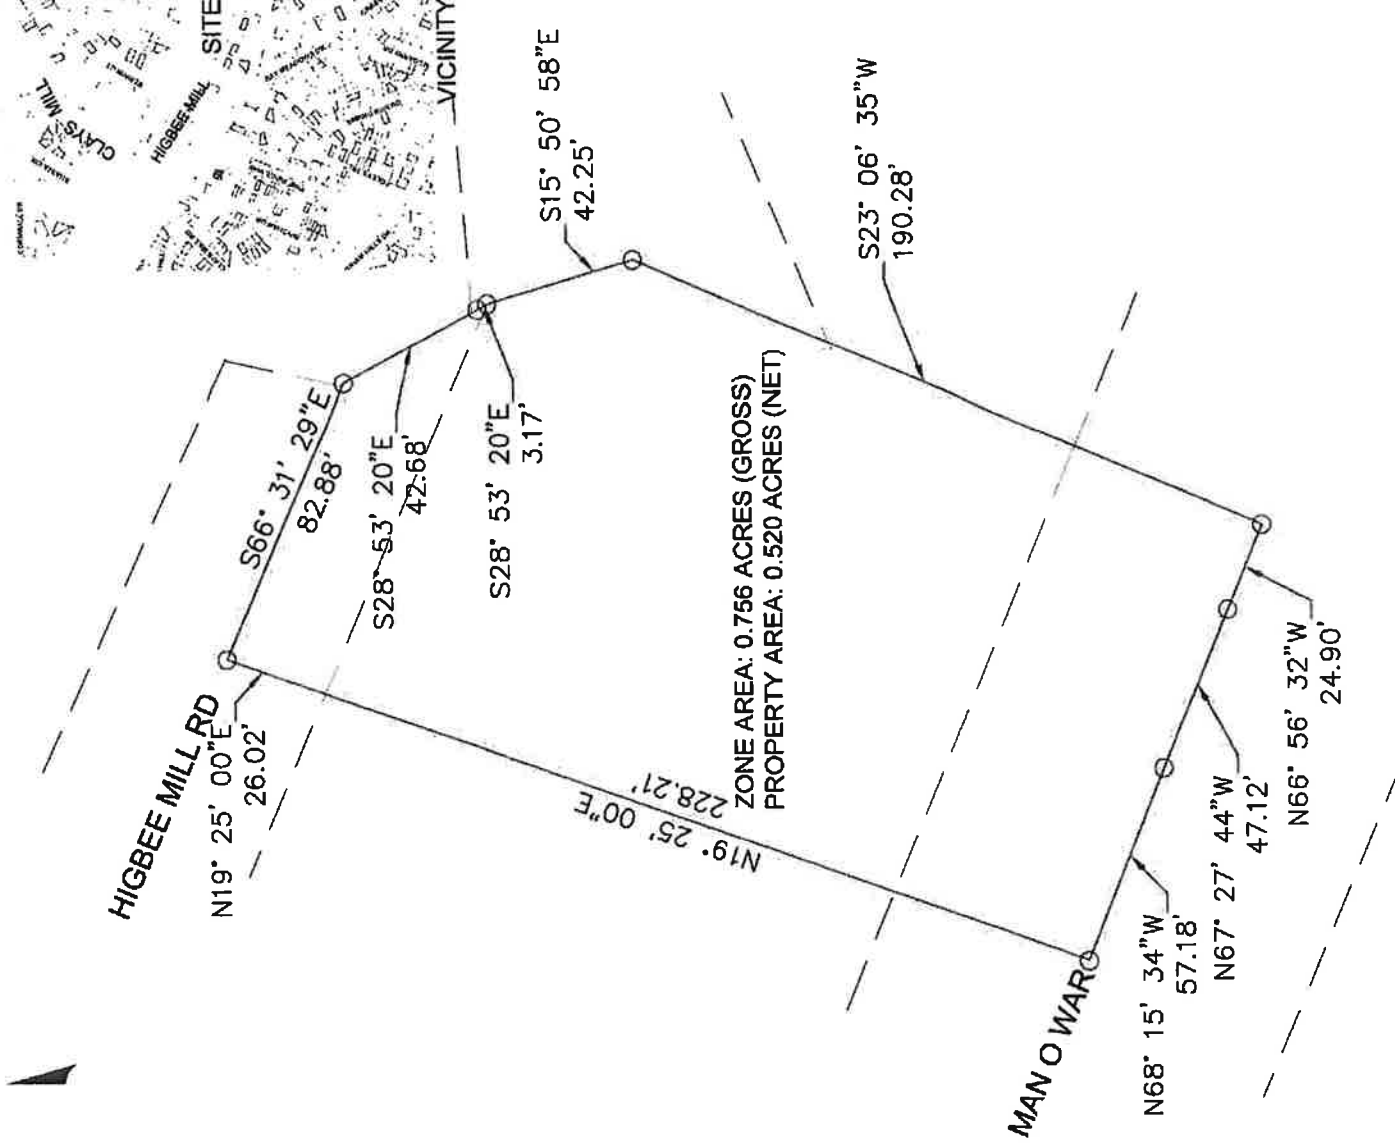 SITE
VICINITY
CLAYS MILL
HIGBEE MILL
S66° 31' 29"E
82.88'
S28° 53' 20"E
42.68'
S28° 53' 20"E
3.17'
S15° 50' 58"E
42.25'
S23° 06' 35"W
190.28'
HIGBEE MILL RD
N19° 25' 00"E
26.02'
N19° 25' 00"E
228.21'
ZONE AREA: 0.756 ACRES (GROSS)
PROPERTY AREA: 0.520 ACRES (NET)
MAN O WAR
N68° 15' 34"W
57.18'
N67° 27' 44"W
47.12'
N66° 56' 32"W
24.90'